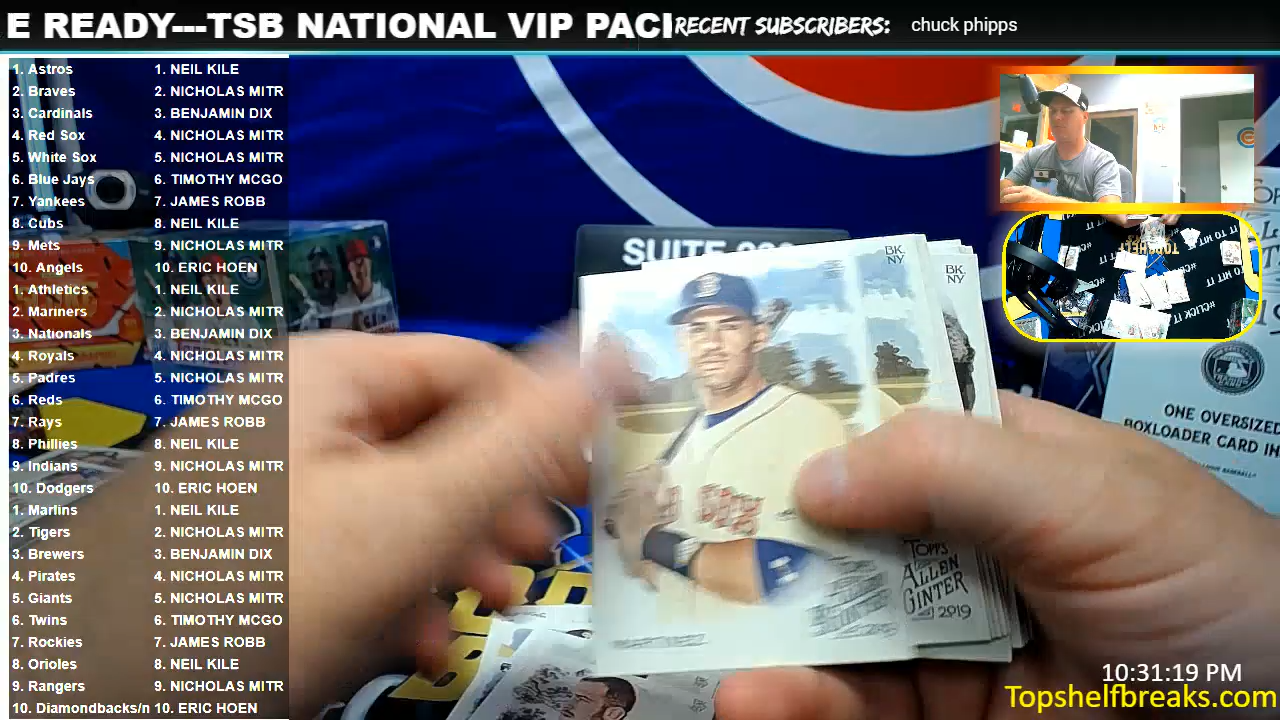 E READY---TSB NATIONAL VIP PACI
RECENT SUBSCRIBERS: chuck phipps
1. Astros 1. NEIL KILE
2. Braves 2. NICHOLAS MITR
3. Cardinals 3. BENJAMIN DIX
4. Red Sox 4. NICHOLAS MITR
5. White Sox 5. NICHOLAS MITR
6. Blue Jays 6. TIMOTHY MCGO
7. Yankees 7. JAMES ROBB
8. Cubs 8. NEIL KILE
9. Mets 9. NICHOLAS MITR
10. Angels 10. ERIC HOEN
1. Athletics 1. NEIL KILE
2. Mariners 2. NICHOLAS MITR
3. Nationals 3. BENJAMIN DIX
4. Royals 4. NICHOLAS MITR
5. Padres 5. NICHOLAS MITR
6. Reds 6. TIMOTHY MCGO
7. Rays 7. JAMES ROBB
8. Phillies 8. NEIL KILE
9. Indians 9. NICHOLAS MITR
10. Dodgers 10. ERIC HOEN
1. Marlins 1. NEIL KILE
2. Tigers 2. NICHOLAS MITR
3. Brewers 3. BENJAMIN DIX
4. Pirates 4. NICHOLAS MITR
5. Giants 5. NICHOLAS MITR
6. Twins 6. TIMOTHY MCGO
7. Rockies 7. JAMES ROBB
8. Orioles 8. NEIL KILE
9. Rangers 9. NICHOLAS MITR
10. Diamondbacks/n 10. ERIC HOEN
SUITE
BK.
NY
BK.
NY
TOPPS
ALLEN
GINTER
2019
ONE OVERSIZED
BOXLOADER CARD IN
10:31:19 PM
Topshelfbreaks.com